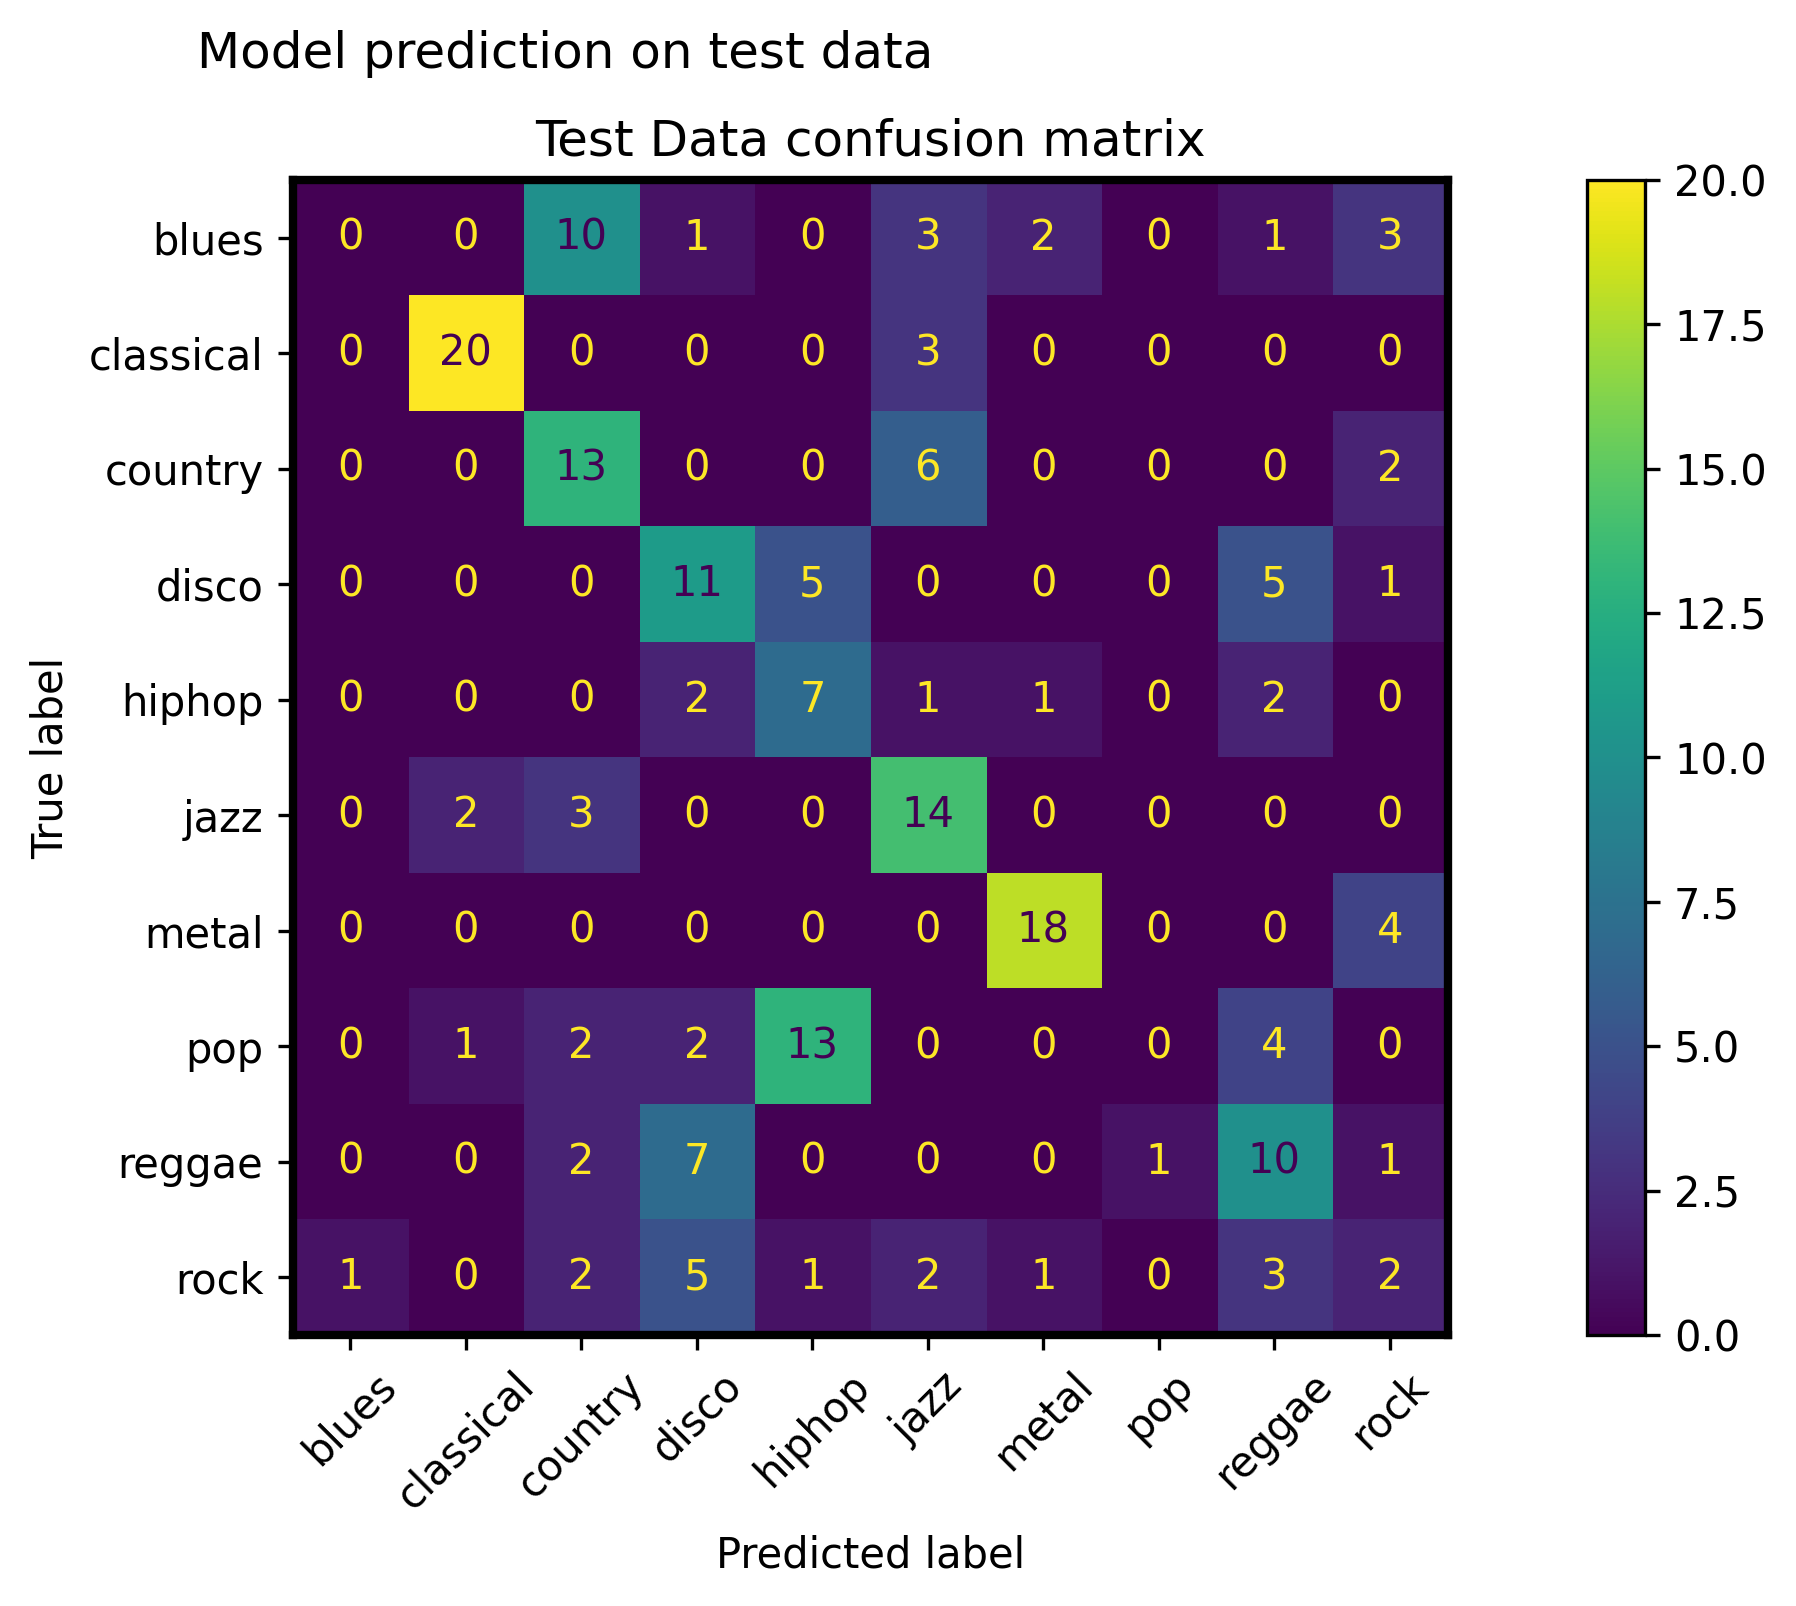 Model prediction on test data
Test Data confusion matrix
blues 0 0 10 1 0 3 2 0 1 3
classical 0 20 0 0 0 3 0 0 0 0
country 0 0 13 0 0 6 0 0 0 2
disco 0 0 0 11 5 0 0 0 5 1
hiphop 0 0 0 2 7 1 1 0 2 0
jazz 0 2 3 0 0 14 0 0 0 0
metal 0 0 0 0 0 0 18 0 0 4
pop 0 1 2 2 13 0 0 0 4 0
reggae 0 0 2 7 0 0 0 1 10 1
rock 1 0 2 5 1 2 1 0 3 2
True label
blues classical country disco hiphop jazz metal pop reggae rock
Predicted label
20.0
17.5
15.0
12.5
10.0
7.5
5.0
2.5
0.0